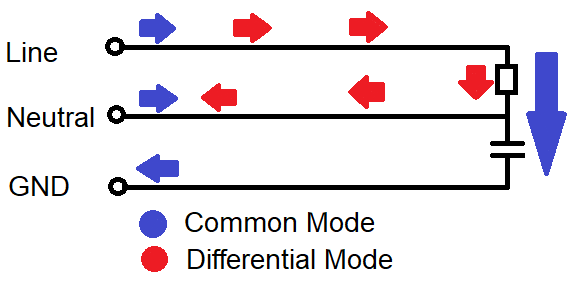 Line
Neutral
GND
Common Mode
Differential Mode